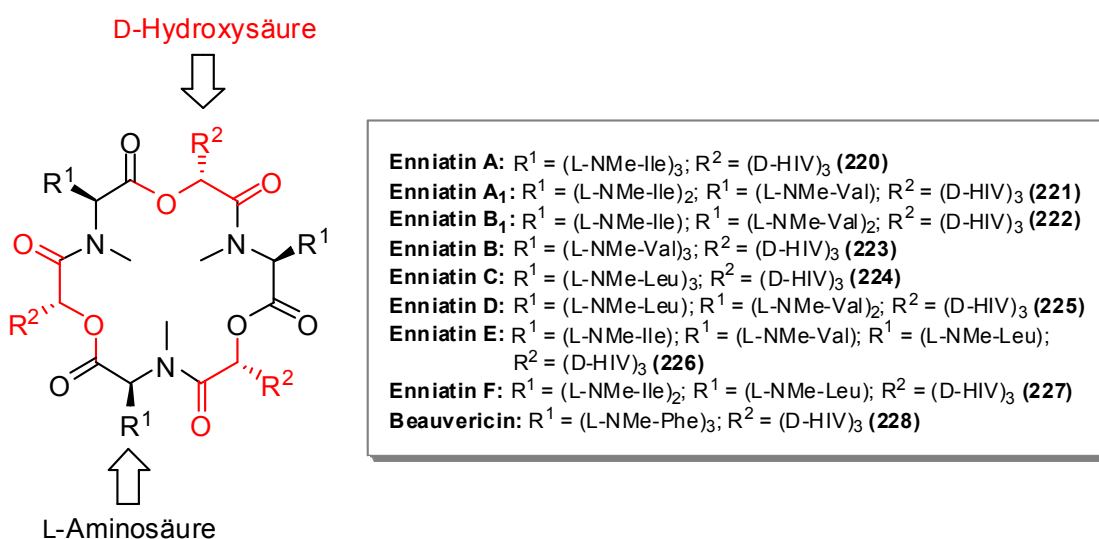 D-Hydroxysäure
R²
O
R¹
O
O
N
N
R¹
O
O
R²
O
O
N
O
R²
O
R¹
L-Aminosäure
Enniatin A: R¹ = (L-NMe-Ile)₃; R² = (D-HIV)₃ (220)
Enniatin A₁: R¹ = (L-NMe-Ile)₂; R¹ = (L-NMe-Val); R² = (D-HIV)₃ (221)
Enniatin B₁: R¹ = (L-NMe-Ile); R¹ = (L-NMe-Val)₂; R² = (D-HIV)₃ (222)
Enniatin B: R¹ = (L-NMe-Val)₃; R² = (D-HIV)₃ (223)
Enniatin C: R¹ = (L-NMe-Leu)₃; R² = (D-HIV)₃ (224)
Enniatin D: R¹ = (L-NMe-Leu); R¹ = (L-NMe-Val)₂; R² = (D-HIV)₃ (225)
Enniatin E: R¹ = (L-NMe-Ile); R¹ = (L-NMe-Val); R¹ = (L-NMe-Leu);
R² = (D-HIV)₃ (226)
Enniatin F: R¹ = (L-NMe-Ile)₂; R¹ = (L-NMe-Leu); R² = (D-HIV)₃ (227)
Beauvericin: R¹ = (L-NMe-Phe)₃; R² = (D-HIV)₃ (228)